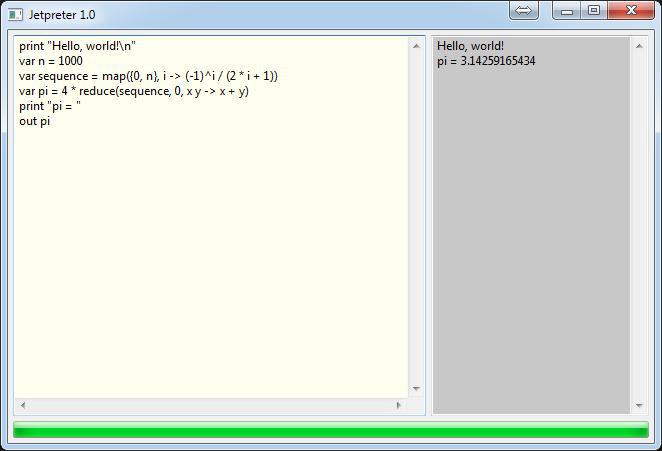 Jetpreter 1.0
print "Hello, world!\n"
var n = 1000
var sequence = map({0, n}, i -> (-1)^i / (2 * i + 1))
var pi = 4 * reduce(sequence, 0, x y -> x + y)
print "pi = "
out pi
Hello, world!
pi = 3.14259165434